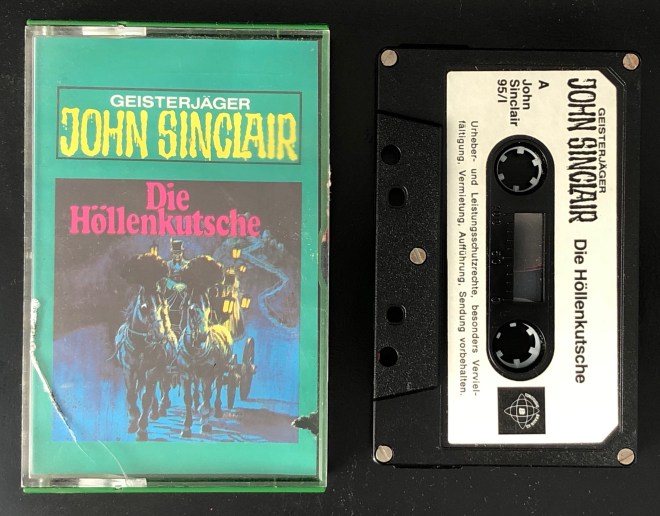 GEISTERJÄGER
JOHN SINCLAIR
Die
Höllenkutsche
GEISTERJÄGER
JOHN SINCLAIR
Die Höllenkutsche
A
John
Sinclair
95/I
Urheber- und Leistungsschutzrechte, besonders Verviel-
fältigung, Vermietung, Aufführung, Sendung vorbehalten.